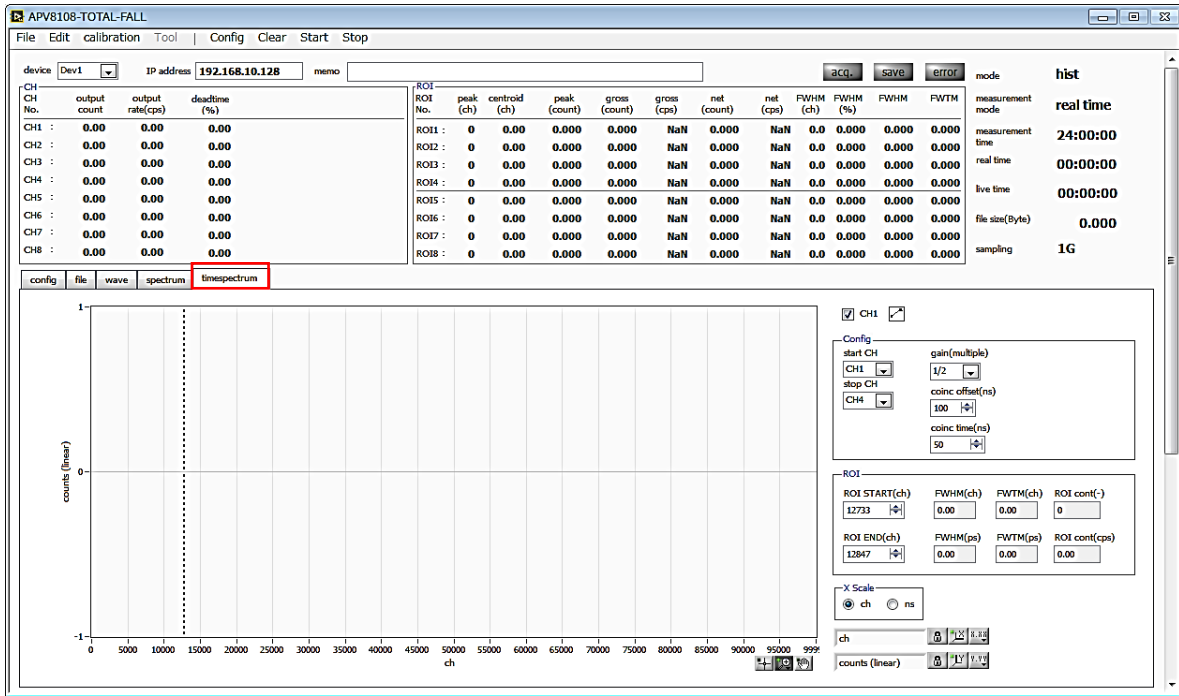 APV8108-TOTAL-FALL
File Edit calibration Tool | Config Clear Start Stop
device Dev1 IP address 192.168.10.128 memo acq. save error
mode hist
measurement mode real time
measurement time 24:00:00
real time 00:00:00
live time 00:00:00
file size(Byte) 0.000
sampling 1G
CH
CH No. output count output rate(cps) deadtime (%)
CH1 : 0.00 0.00 0.00
CH2 : 0.00 0.00 0.00
CH3 : 0.00 0.00 0.00
CH4 : 0.00 0.00 0.00
CH5 : 0.00 0.00 0.00
CH6 : 0.00 0.00 0.00
CH7 : 0.00 0.00 0.00
CH8 : 0.00 0.00 0.00
ROI
ROI No. peak (ch) centroid (ch) peak (count) gross (count) gross (cps) net (count) net (cps) FWHM (ch) FWHM (%) FWHM FWTM
ROI1 : 0 0.00 0.000 0.000 NaN 0.000 NaN 0.0 0.000 0.000 0.000
ROI2 : 0 0.00 0.000 0.000 NaN 0.000 NaN 0.0 0.000 0.000 0.000
ROI3 : 0 0.00 0.000 0.000 NaN 0.000 NaN 0.0 0.000 0.000 0.000
ROI4 : 0 0.00 0.000 0.000 NaN 0.000 NaN 0.0 0.000 0.000 0.000
ROI5 : 0 0.00 0.000 0.000 NaN 0.000 NaN 0.0 0.000 0.000 0.000
ROI6 : 0 0.00 0.000 0.000 NaN 0.000 NaN 0.0 0.000 0.000 0.000
ROI7 : 0 0.00 0.000 0.000 NaN 0.000 NaN 0.0 0.000 0.000 0.000
ROI8 : 0 0.00 0.000 0.000 NaN 0.000 NaN 0.0 0.000 0.000 0.000
config file wave spectrum timespectrum
counts (linear)
1
0
-1
0 5000 10000 15000 20000 25000 30000 35000 40000 45000 50000 55000 60000 65000 70000 75000 80000 85000 90000 95000 9999
ch
CH1
Config
start CH gain(multiple)
CH1 1/2
stop CH coinc offset(ns)
CH4 100
coinc time(ns)
50
ROI
ROI START(ch) FWHM(ch) FWTM(ch) ROI cont(-)
12733 0.00 0.00 0
ROI END(ch) FWHM(ps) FWTM(ps) ROI cont(cps)
12847 0.00 0.00 0.00
X Scale
ch ns
ch
counts (linear)